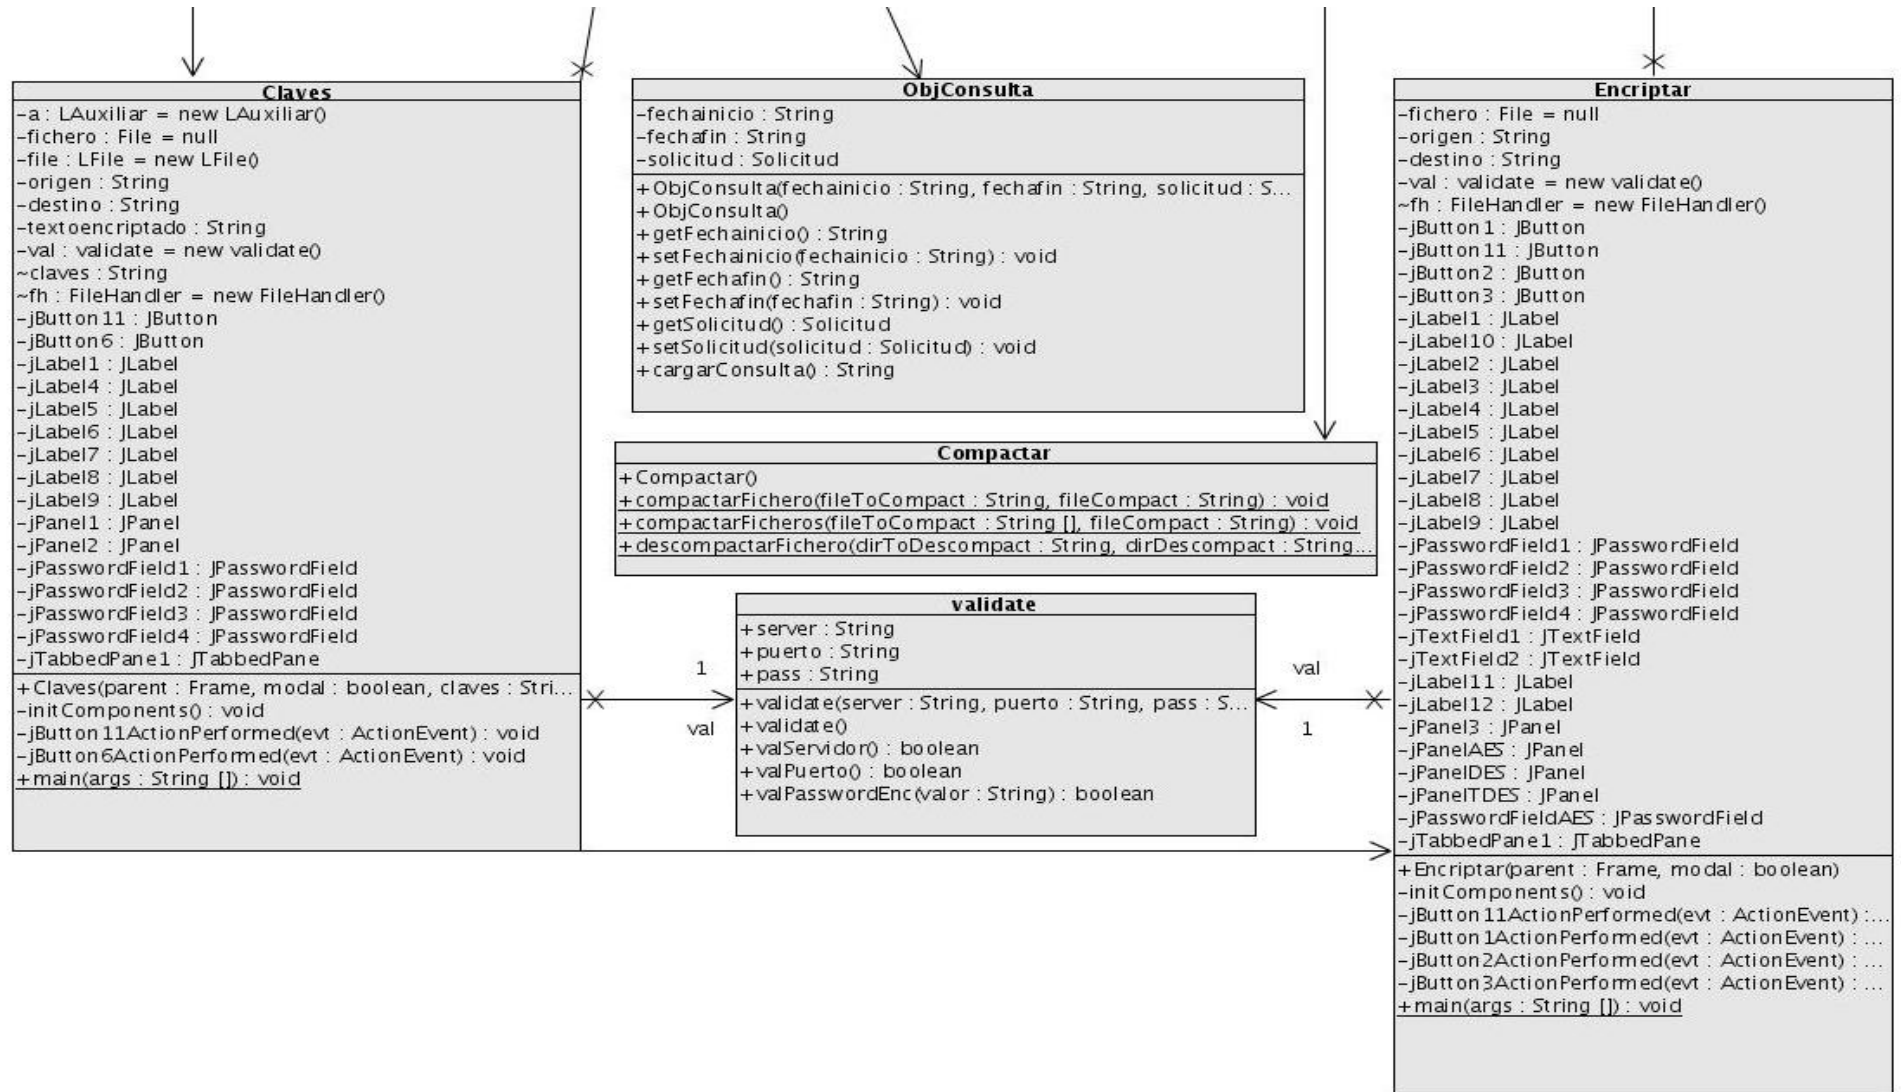 Claves
-a : LAuxiliar = new LAuxiliar()
-fichero : File = null
-file : LFile = new LFile()
-origen : String
-destino : String
-textoencriptado : String
-val : validate = new validate()
~claves : String
~fh : FileHandler = new FileHandler()
-jButton11 : JButton
-jButton6 : JButton
-jLabel1 : JLabel
-jLabel4 : JLabel
-jLabel5 : JLabel
-jLabel6 : JLabel
-jLabel7 : JLabel
-jLabel8 : JLabel
-jLabel9 : JLabel
-jPanel1 : JPanel
-jPanel2 : JPanel
-jPasswordField1 : JPasswordField
-jPasswordField2 : JPasswordField
-jPasswordField3 : JPasswordField
-jPasswordField4 : JPasswordField
-jTabbedPane1 : JTabbedPane
+Claves(parent : Frame, modal : boolean, claves : Stri...
-initComponents() : void
-jButton11ActionPerformed(evt : ActionEvent) : void
-jButton6ActionPerformed(evt : ActionEvent) : void
+main(args : String []) : void
ObjConsulta
-fechainicio : String
-fechafin : String
-solicitud : Solicitud
+ObjConsulta(fechainicio : String, fechafin : String, solicitud : S...
+ObjConsulta()
+getFechainicio() : String
+setFechainicio(fechainicio : String) : void
+getFechafin() : String
+setFechafin(fechafin : String) : void
+getSolicitud() : Solicitud
+setSolicitud(solicitud : Solicitud) : void
+cargarConsulta() : String
Compactar
+Compactar()
+compactarFichero(fileToCompact : String, fileCompact : String) : void
+compactarFicheros(fileToCompact : String [], fileCompact : String) : void
+descompactarFichero(dirToDescompact : String, dirDescompact : String...
1
val
validate
+server : String
+puerto : String
+pass : String
+validate(server : String, puerto : String, pass : S...
+validate()
+valServidor() : boolean
+valPuerto() : boolean
+valPasswordEnc(valor : String) : boolean
val
1
Encriptar
-fichero : File = null
-origen : String
-destino : String
-val : validate = new validate()
~fh : FileHandler = new FileHandler()
-jButton1 : JButton
-jButton11 : JButton
-jButton2 : JButton
-jButton3 : JButton
-jLabel1 : JLabel
-jLabel10 : JLabel
-jLabel2 : JLabel
-jLabel3 : JLabel
-jLabel4 : JLabel
-jLabel5 : JLabel
-jLabel6 : JLabel
-jLabel7 : JLabel
-jLabel8 : JLabel
-jLabel9 : JLabel
-jPasswordField1 : JPasswordField
-jPasswordField2 : JPasswordField
-jPasswordField3 : JPasswordField
-jPasswordField4 : JPasswordField
-jTextField1 : JTextField
-jTextField2 : JTextField
-jLabel11 : JLabel
-jLabel12 : JLabel
-jPanel3 : JPanel
-jPanelAES : JPanel
-jPanelDES : JPanel
-jPanelTDES : JPanel
-jPasswordFieldAES : JPasswordField
-jTabbedPane1 : JTabbedPane
+Encriptar(parent : Frame, modal : boolean)
-initComponents() : void
-jButton11ActionPerformed(evt : ActionEvent) :...
-jButton1ActionPerformed(evt : ActionEvent) : ...
-jButton2ActionPerformed(evt : ActionEvent) : ...
-jButton3ActionPerformed(evt : ActionEvent) : ...
+main(args : String []) : void